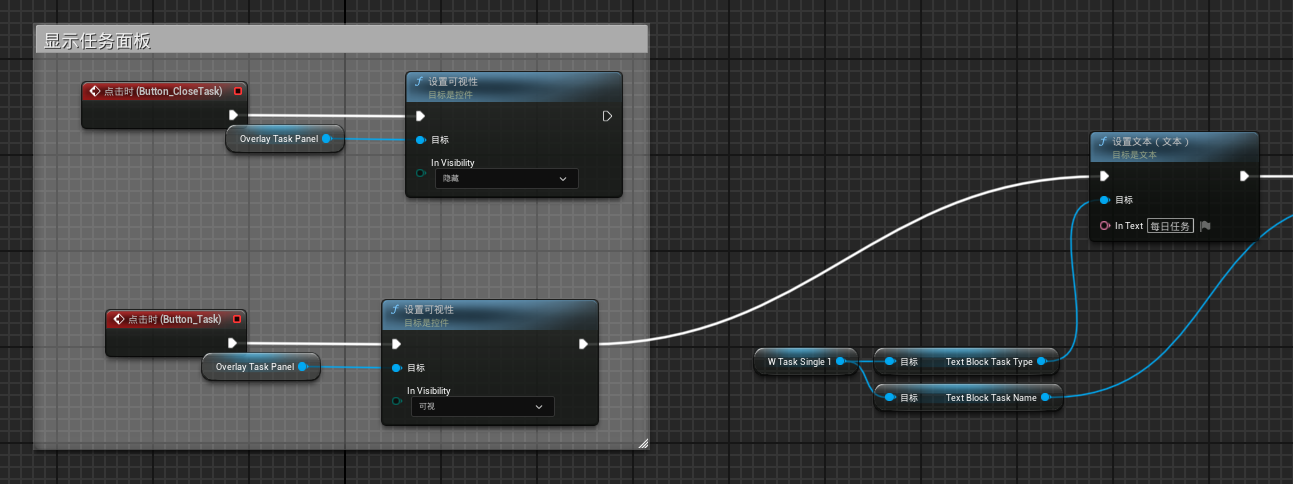 显示任务面板
点击时 (Button_CloseTask)
Overlay Task Panel
设置可视性
目标是控件
目标
In Visibility
隐藏
点击时 (Button_Task)
Overlay Task Panel
设置可视性
目标是控件
目标
In Visibility
可视
W Task Single 1
目标 Text Block Task Type
目标 Text Block Task Name
设置文本（文本）
目标是文本
目标
In Text 每日任务